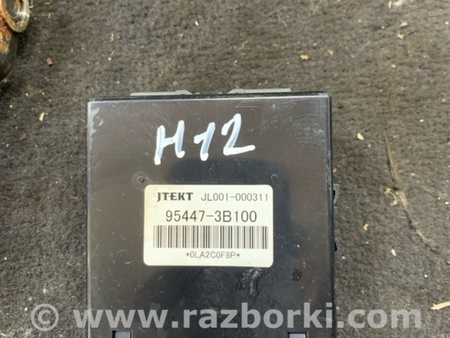 H12
JTEKT JL001-000311
95447-3B100
*0LA2C0F8P*
www.razborki.com